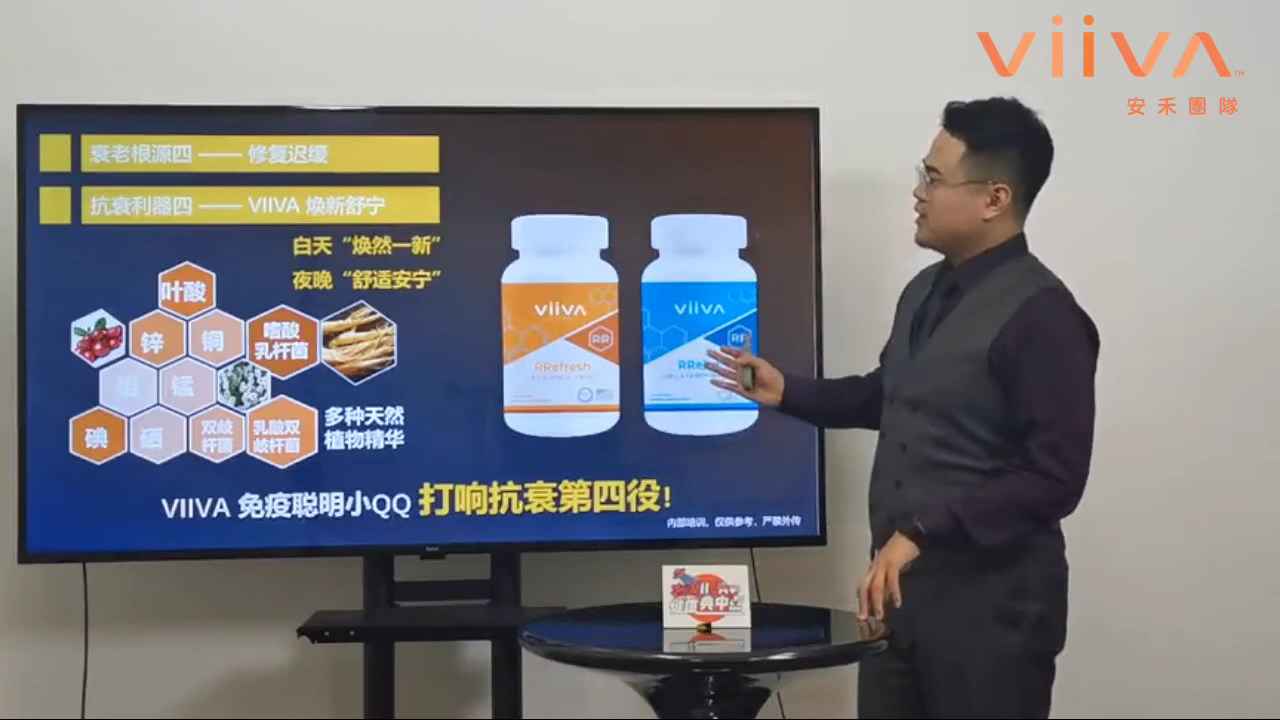 VIIVA™
安禾團隊
衰老根源四 —— 修复迟缓
抗衰利器四 —— VIIVA 焕新舒宁
白天“焕然一新”
夜晚“舒适安宁”
叶酸
锌
铜
嗜酸
乳杆菌
锰
碘
硒
双歧
杆菌
乳酸双
歧杆菌
多种天然
植物精华
VIIVA
RR
RRefresh
VIIVA
VIIVA 免疫聪明小QQ 打响抗衰第四役!
内部培训，仅供参考，严禁外传